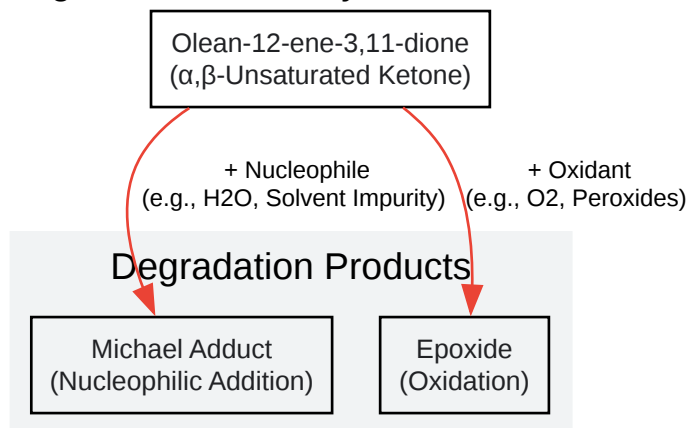 Olean-12-ene-3,11-dione
(α,β-Unsaturated Ketone)
+ Nucleophile
(e.g., H2O, Solvent Impurity)
+ Oxidant
(e.g., O2, Peroxides)
Degradation Products
Michael Adduct
(Nucleophilic Addition)
Epoxide
(Oxidation)